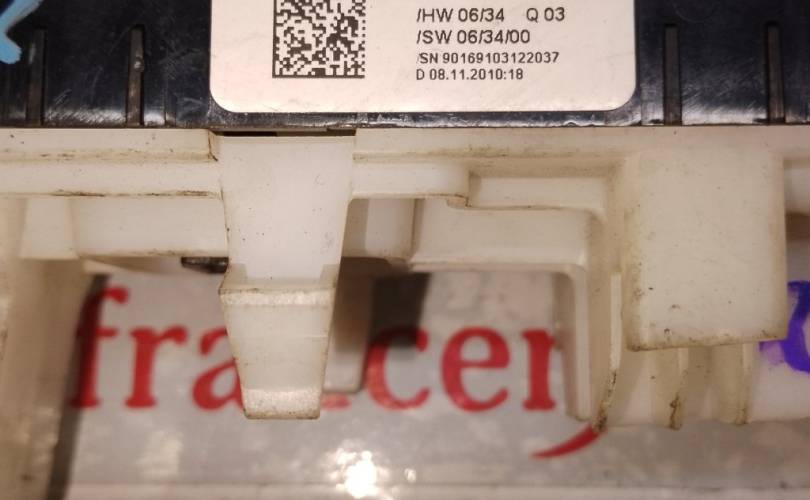 /HW 06/34 Q 03
/SW 06/34/00
/SN 90169103122037
D 08.11.2010:18